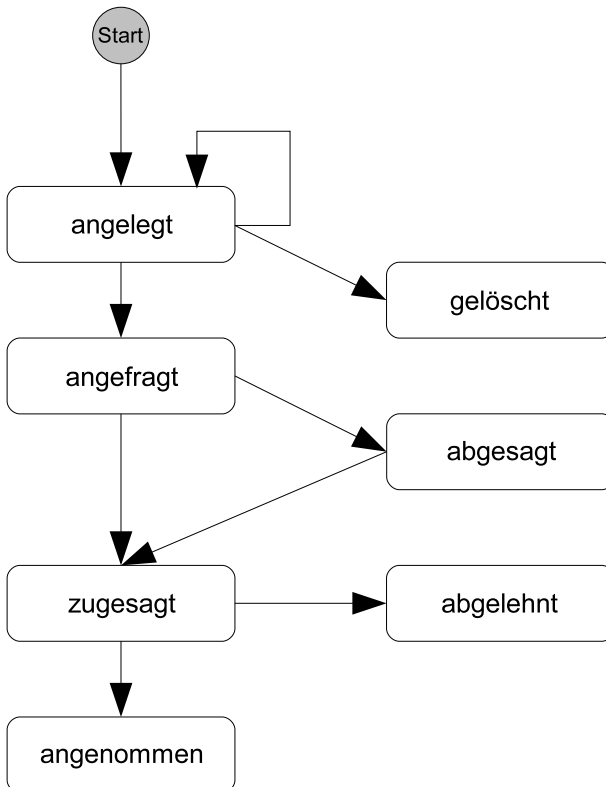 Start
angelegt
gelöscht
angefragt
abgesagt
zugesagt
abgelehnt
angenommen